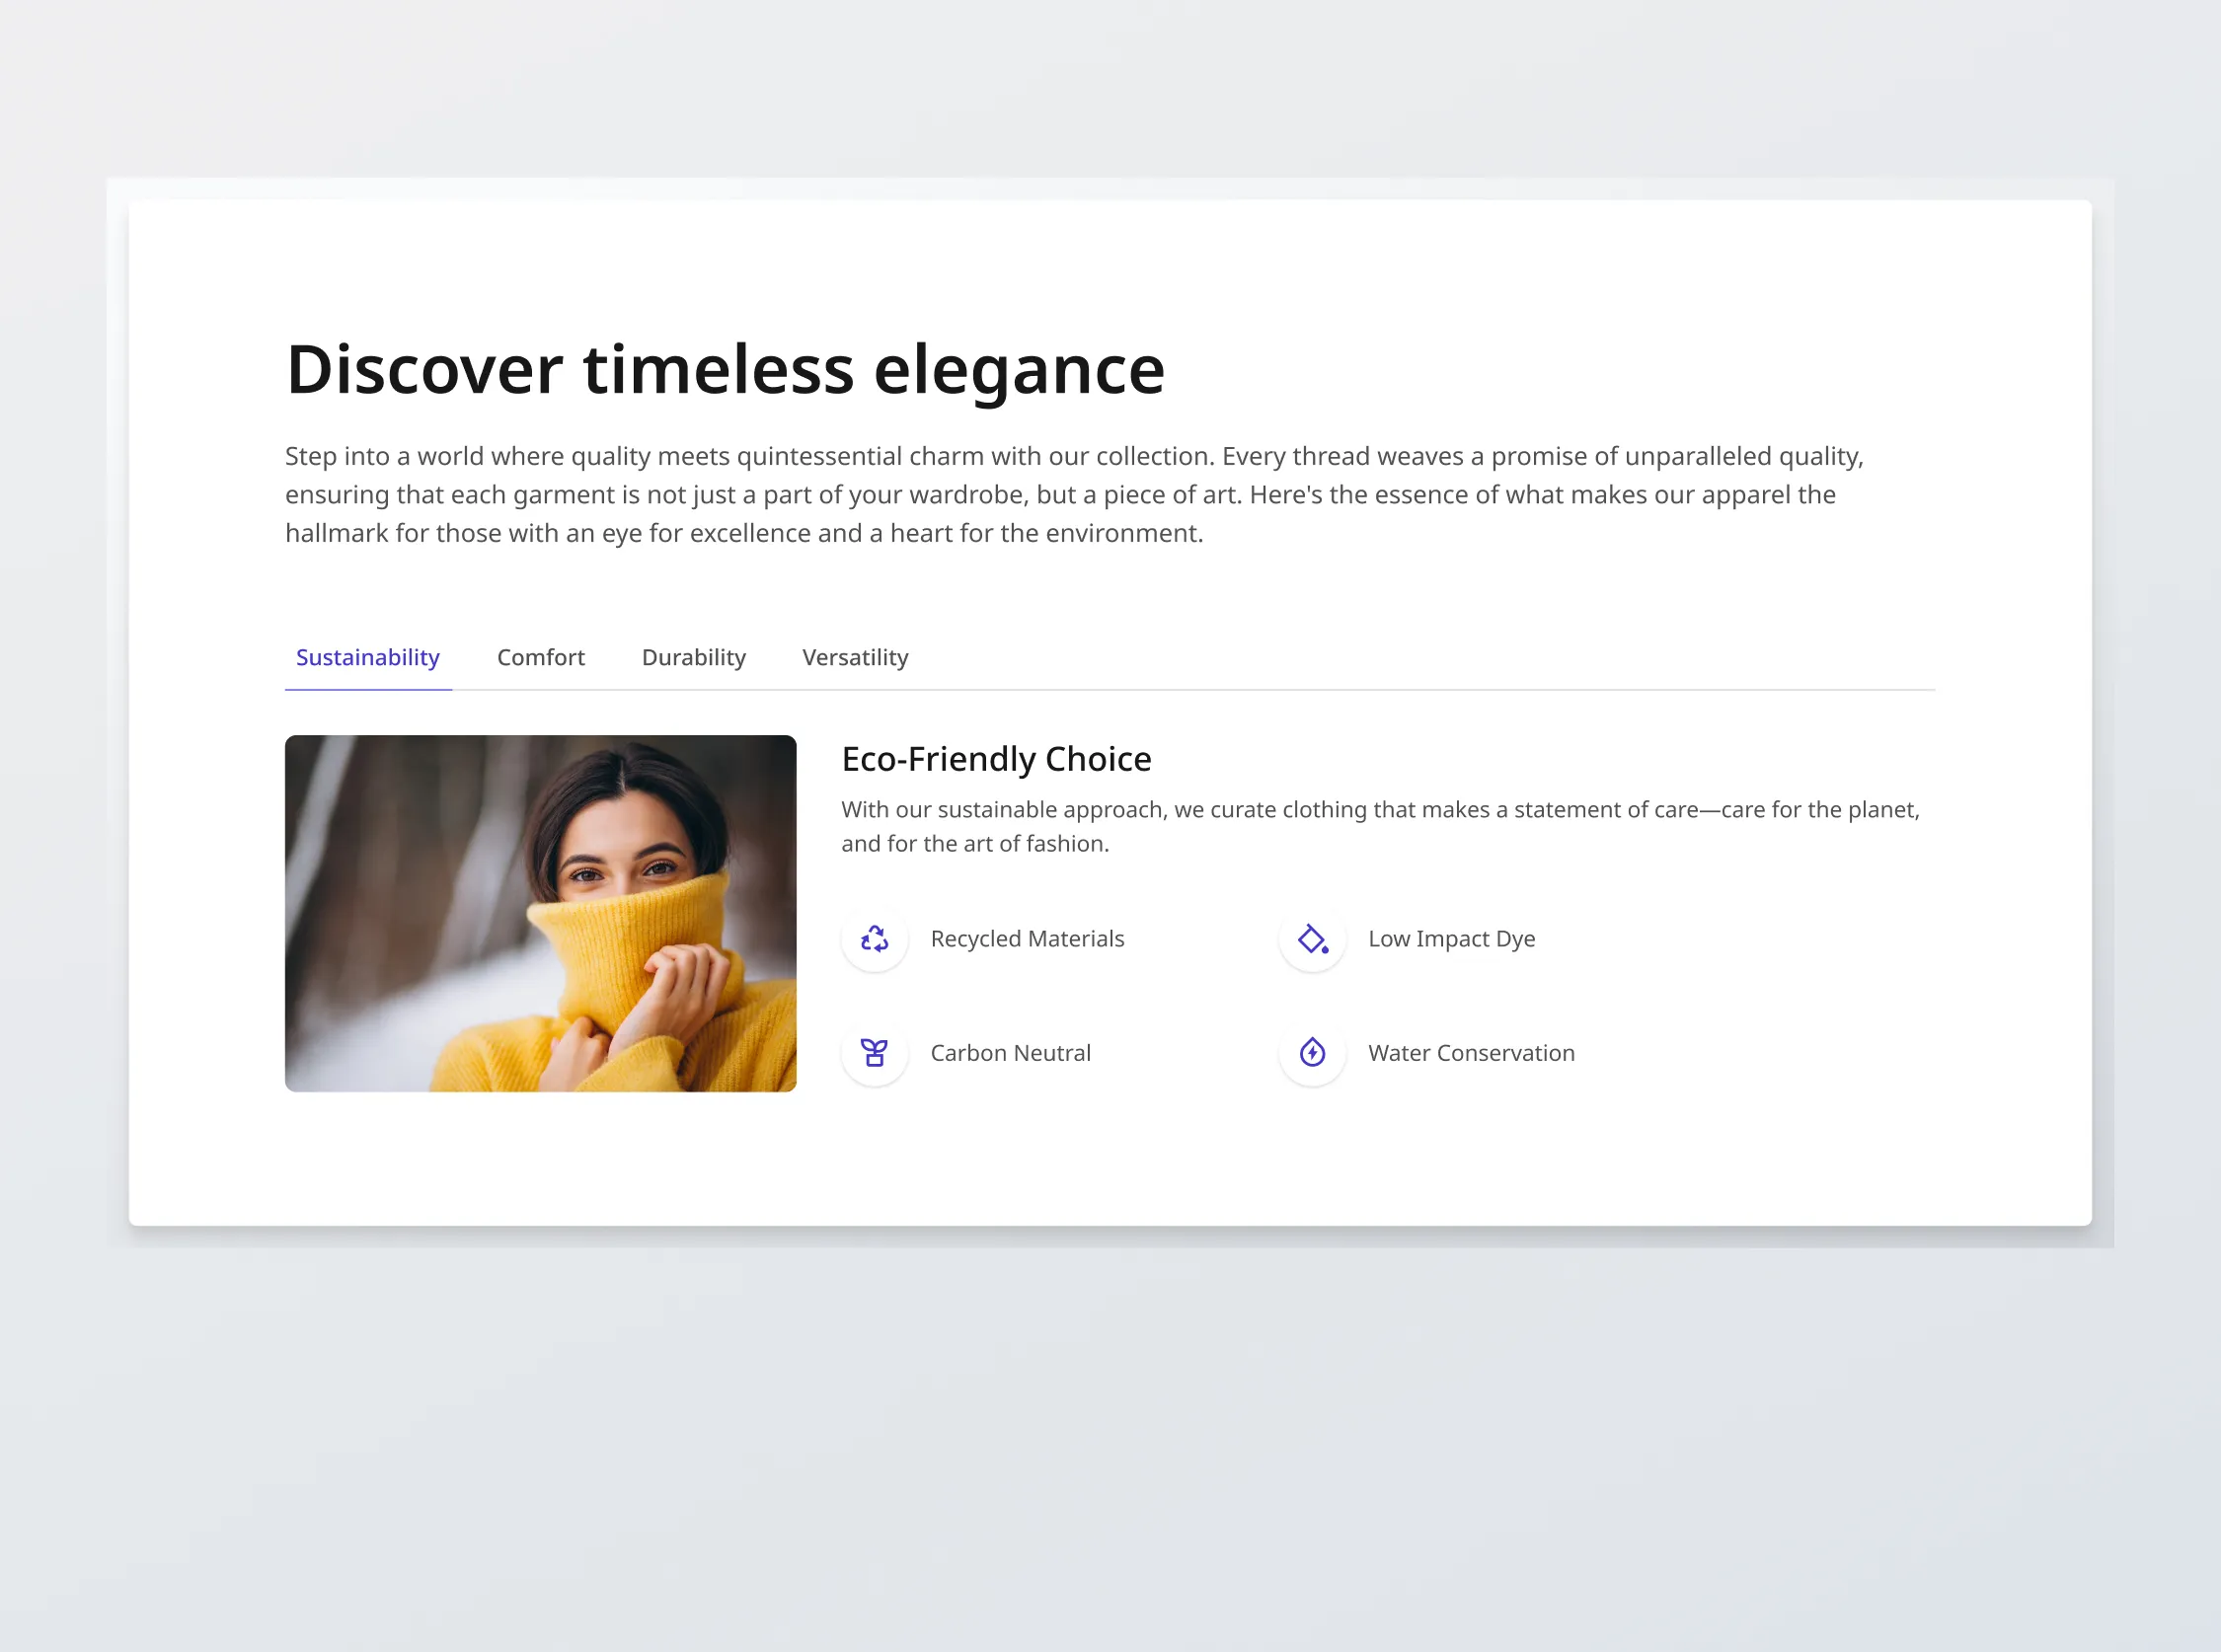 Discover timeless elegance
Step into a world where quality meets quintessential charm with our collection. Every thread weaves a promise of unparalleled quality,
ensuring that each garment is not just a part of your wardrobe, but a piece of art. Here's the essence of what makes our apparel the
hallmark for those with an eye for excellence and a heart for the environment.
Sustainability Comfort Durability Versatility
Eco-Friendly Choice
With our sustainable approach, we curate clothing that makes a statement of care—care for the planet,
and for the art of fashion.
Recycled Materials Low Impact Dye
Carbon Neutral Water Conservation